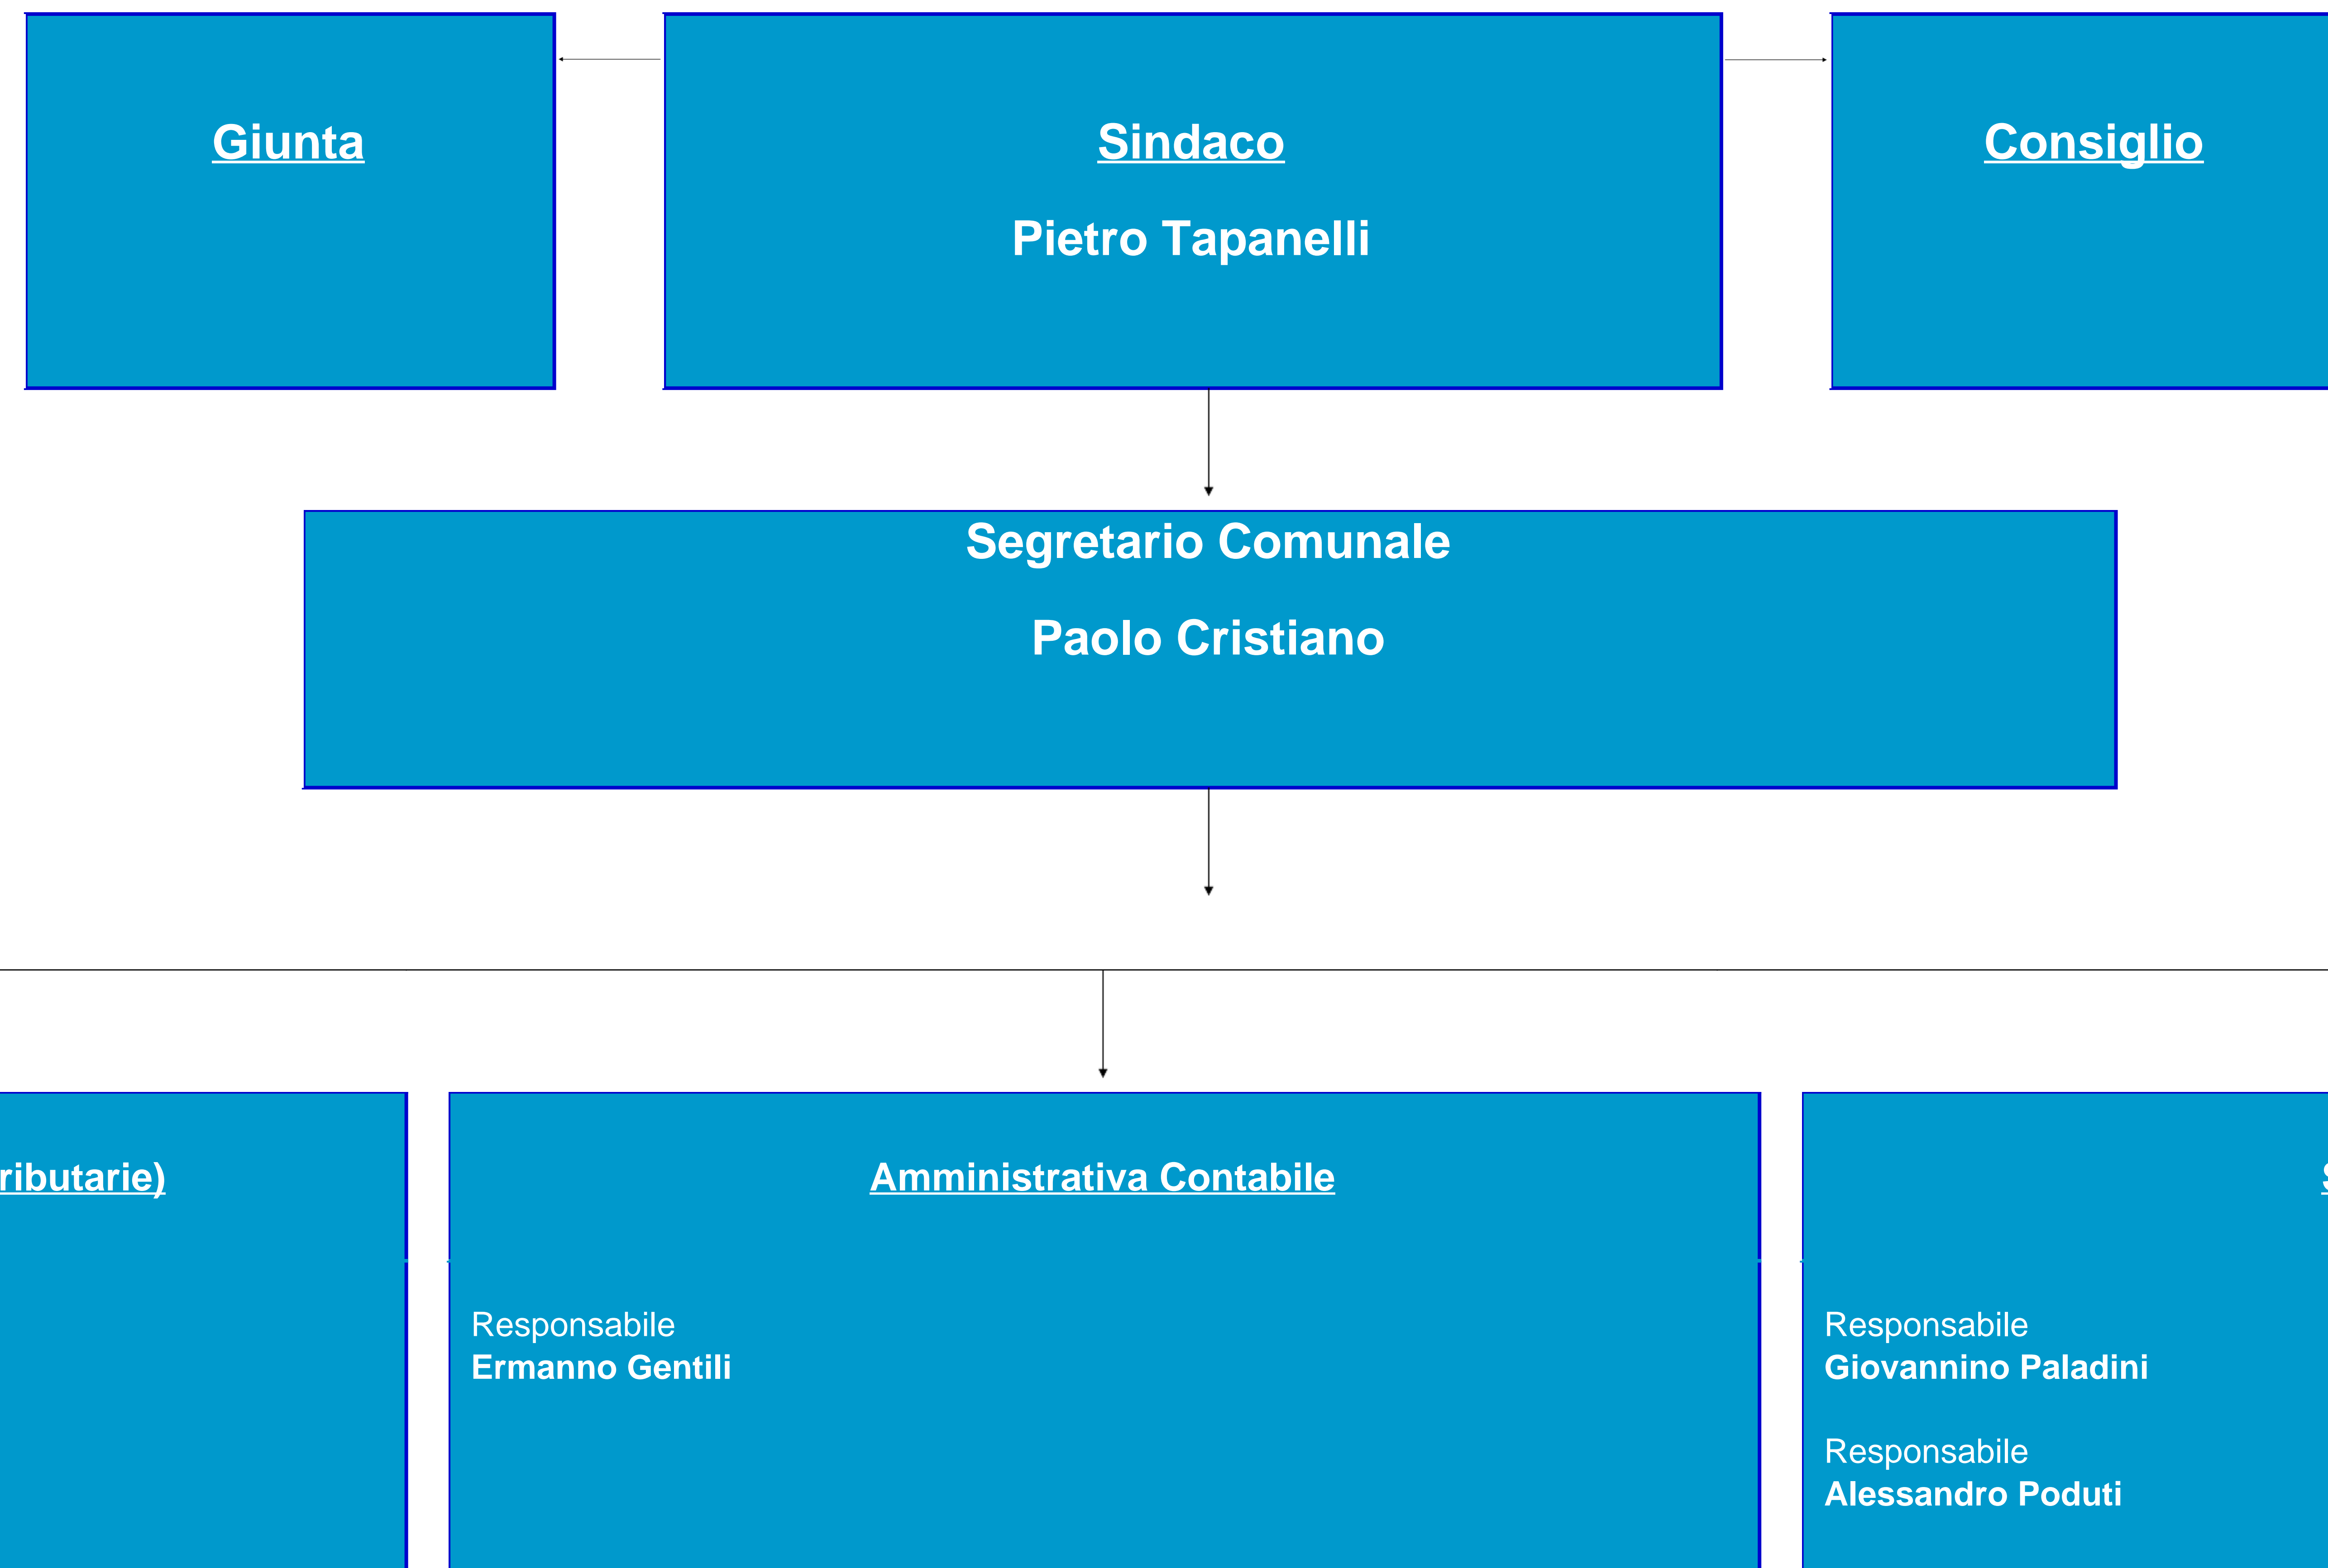 Giunta
Sindaco
Pietro Tapanelli
Consiglio
Segretario Comunale
Paolo Cristiano
ributarie)
Amministrativa Contabile
Responsabile
Ermanno Gentili
Responsabile
Giovannino Paladini
Responsabile
Alessandro Poduti